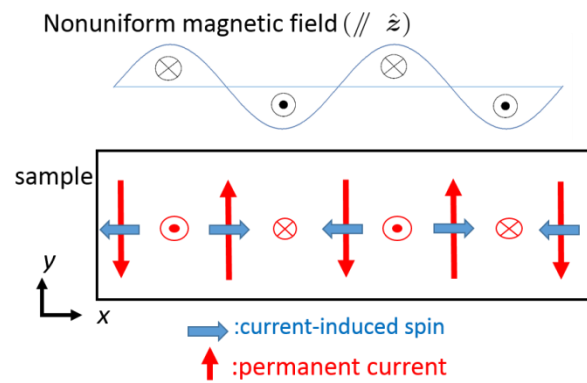 Nonuniform magnetic field (// ẑ)
sample
y
x
:current-induced spin
:permanent current